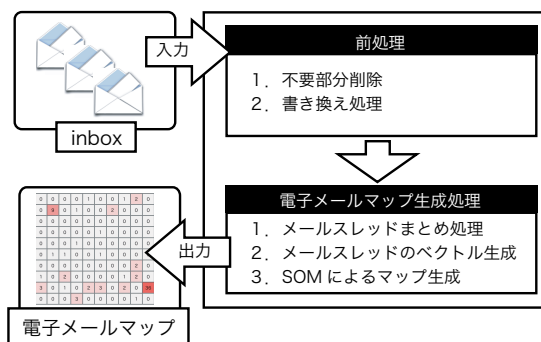 入力
inbox
前処理
1．不要部分削除
2．書き換え処理
電子メールマップ生成処理
1．メールスレッドまとめ処理
2．メールスレッドのベクトル生成
3．SOMによるマップ生成
出力
電子メールマップ